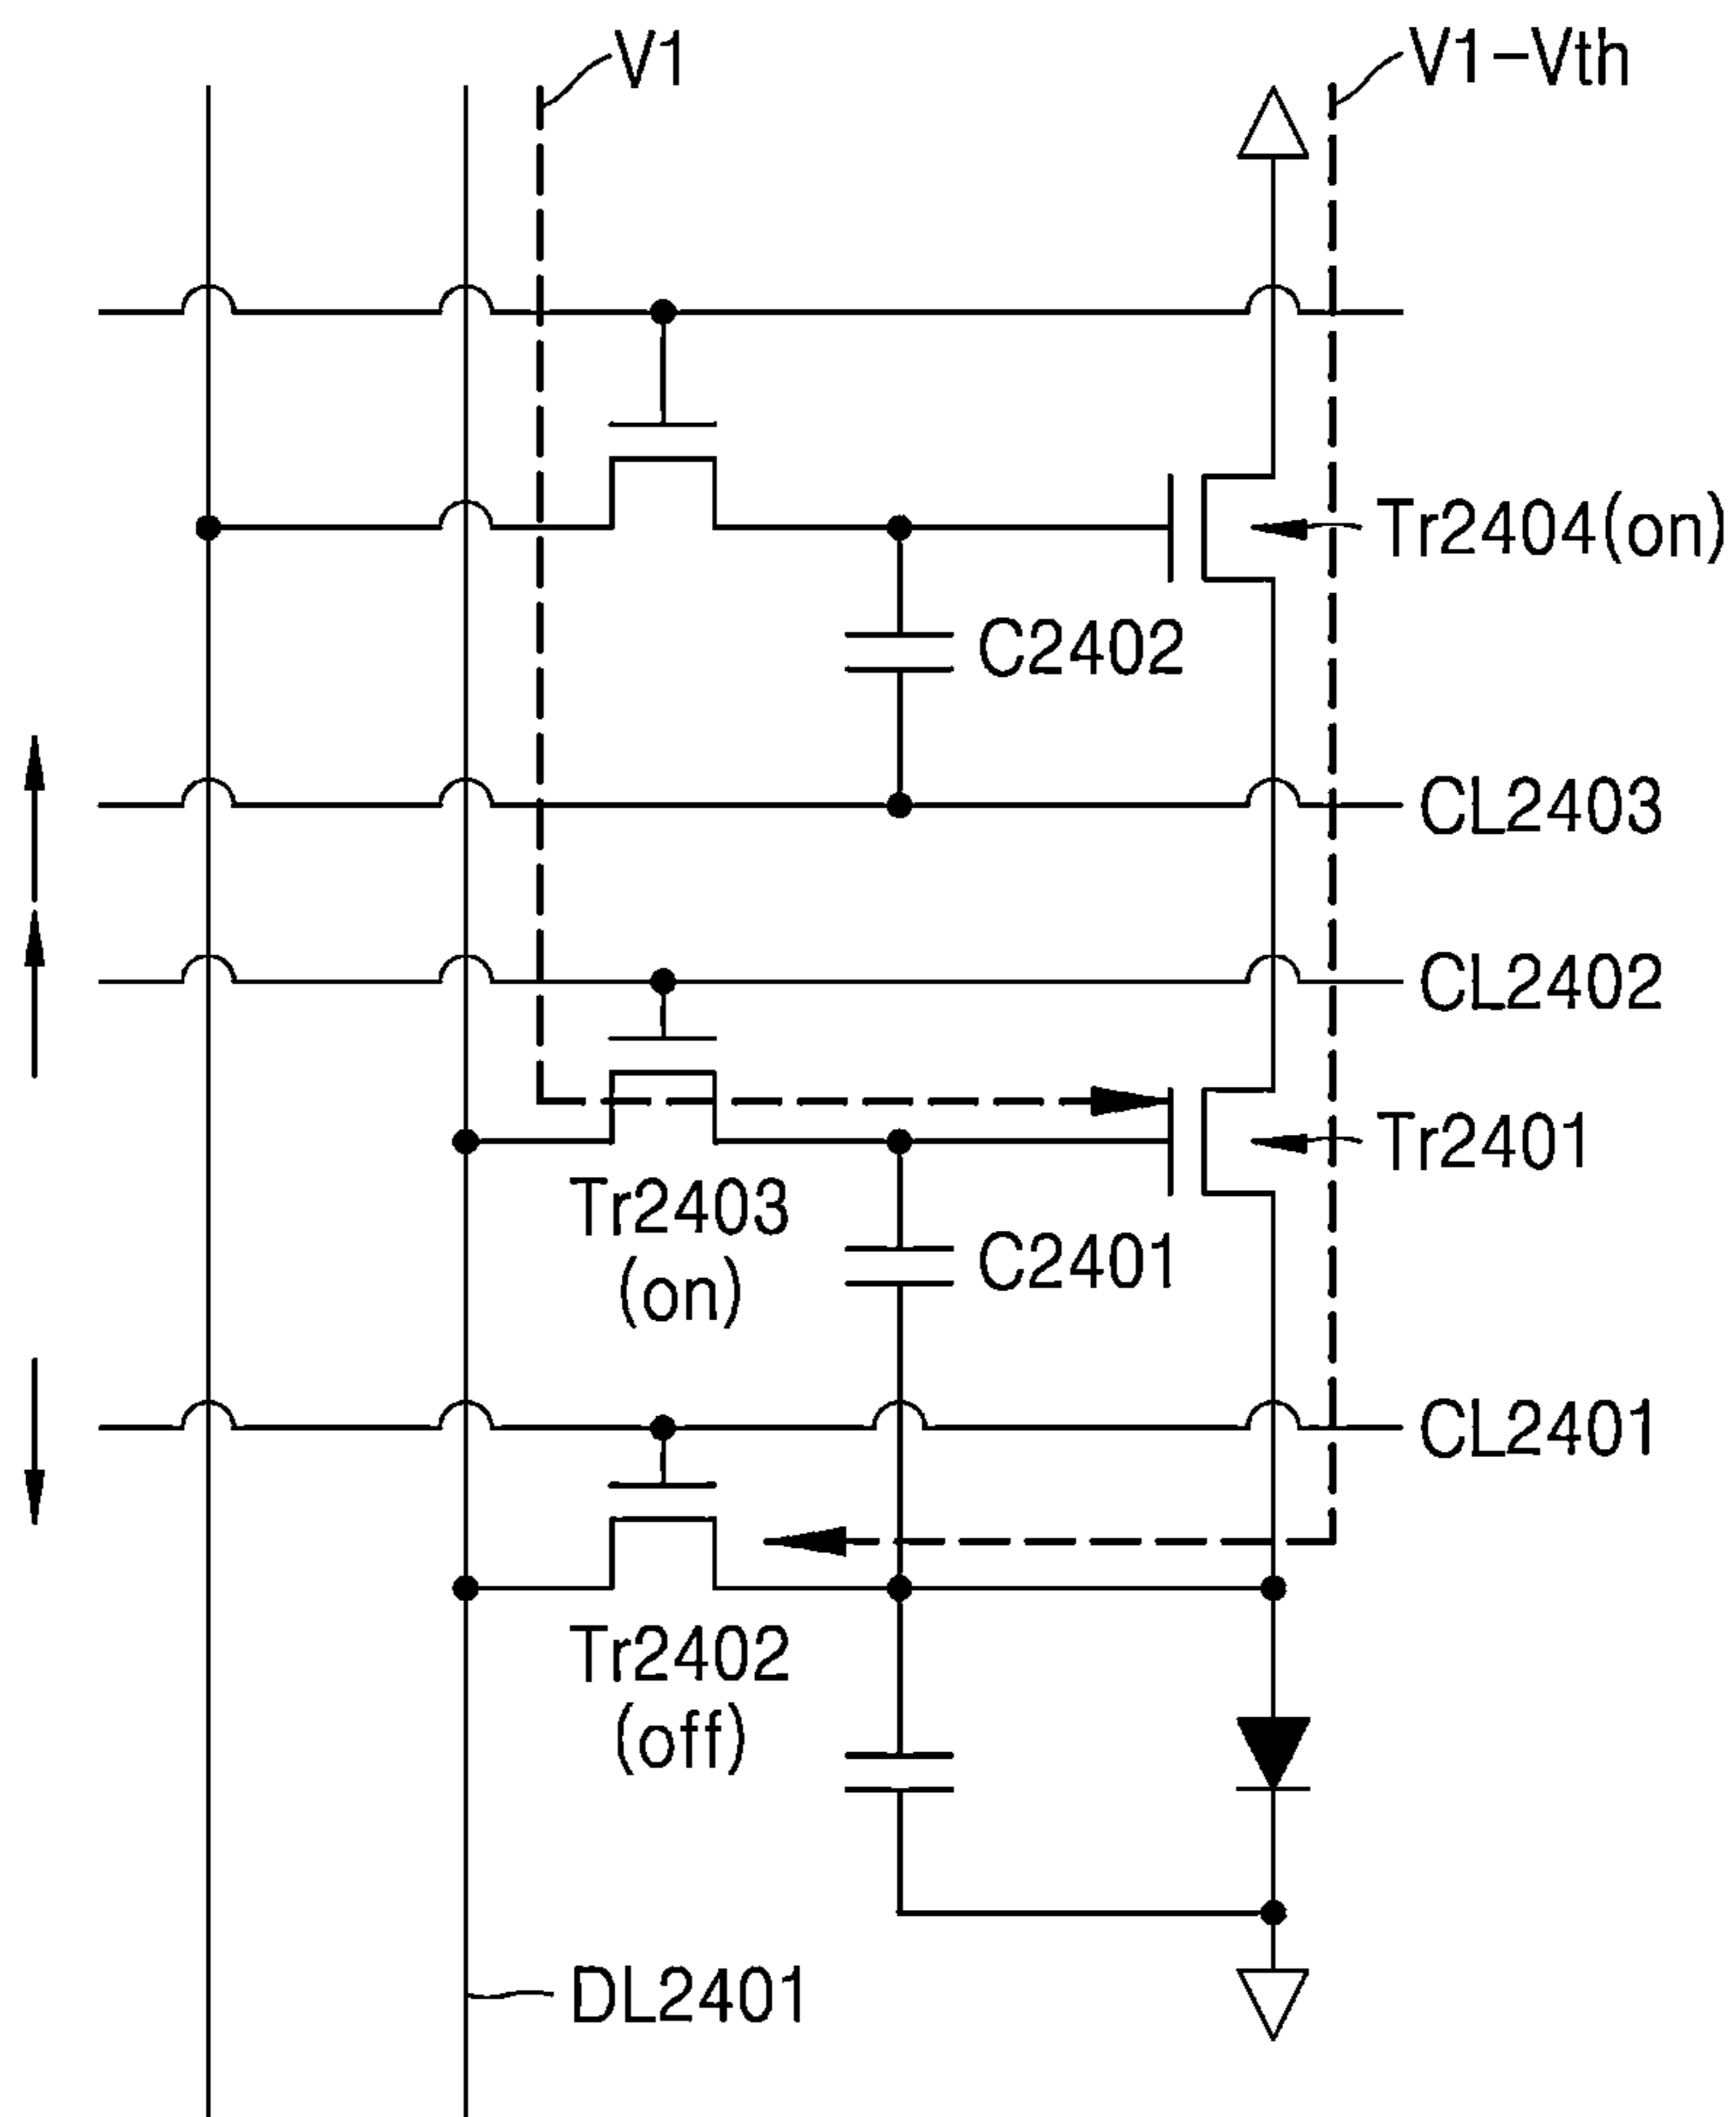 V1
V1-Vth
Tr2404(on)
C2402
CL2403
CL2402
Tr2401
Tr2403
(on)
C2401
CL2401
Tr2402
(off)
DL2401